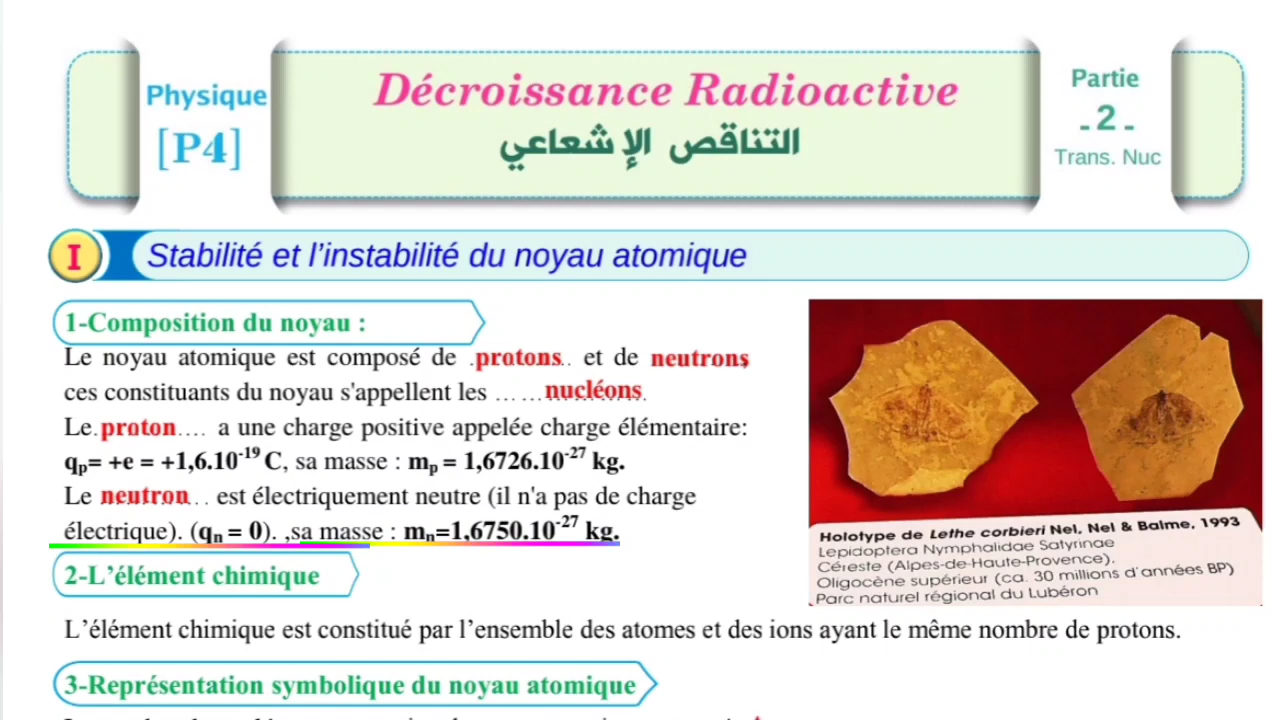 Physique
[P4]
Décroissance Radioactive
التناقص الإشعاعي
Partie
- 2 -
Trans. Nuc
I
Stabilité et l’instabilité du noyau atomique
1-Composition du noyau :
Le noyau atomique est composé de .protons.. et de neutrons
ces constituants du noyau s'appellent les ……nucléons.
Le.proton.... a une charge positive appelée charge élémentaire:
qp= +e = +1,6.10-19 C, sa masse : mp = 1,6726.10-27 kg.
Le neutron... est électriquement neutre (il n'a pas de charge
électrique). (qn = 0). ,sa masse : mn=1,6750.10-27 kg.
Holotype de Lethe corbieri Nel, Nel & Balme, 1993
Lepidoptera Nymphalidae Satyrinae
Céreste (Alpes-de-Haute-Provence).
Oligocène supérieur (ca. 30 millions d'années BP)
Parc naturel régional du Lubéron
2-L’élément chimique
L’élément chimique est constitué par l’ensemble des atomes et des ions ayant le même nombre de protons.
3-Représentation symbolique du noyau atomique